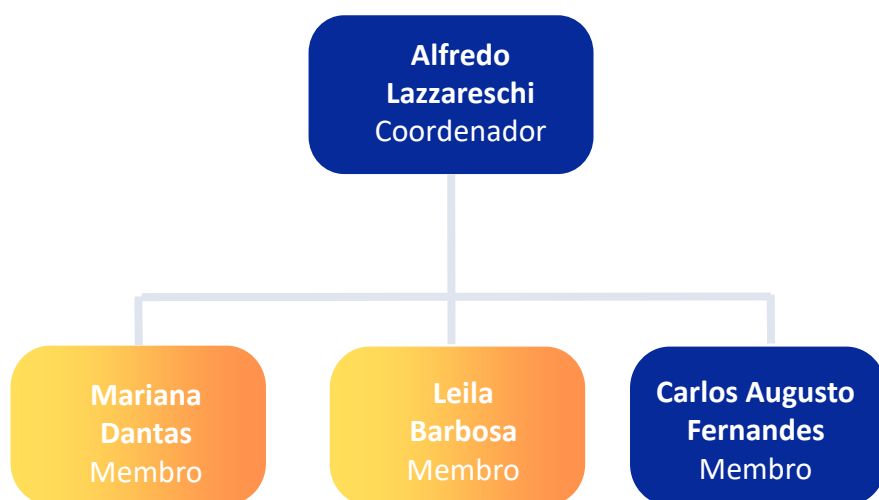 Alfredo
Lazzareschi
Coordenador
Mariana
Dantas
Membro
Leila
Barbosa
Membro
Carlos Augusto
Fernandes
Membro